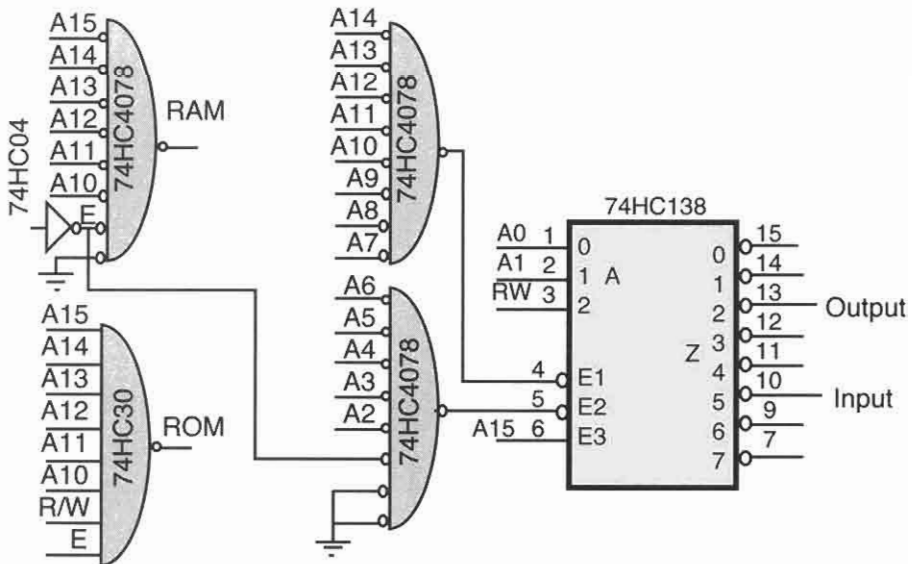 A15
A14
A13
A12
A11
A10
E
74HC04
74HC4078
RAM
A15
A14
A13
A12
A11
A10
R/W
E
74HC30
ROM
A14
A13
A12
A11
A10
A9
A8
A7
74HC4078
A6
A5
A4
A3
A2
74HC4078
74HC138
A0 1 0
A1 2 1 A
RW 3 2
4 E1
5 E2
A15 6 E3
Z
0 15
1 14
2 13 Output
3 12
4 11
5 10 Input
6 9
7 7